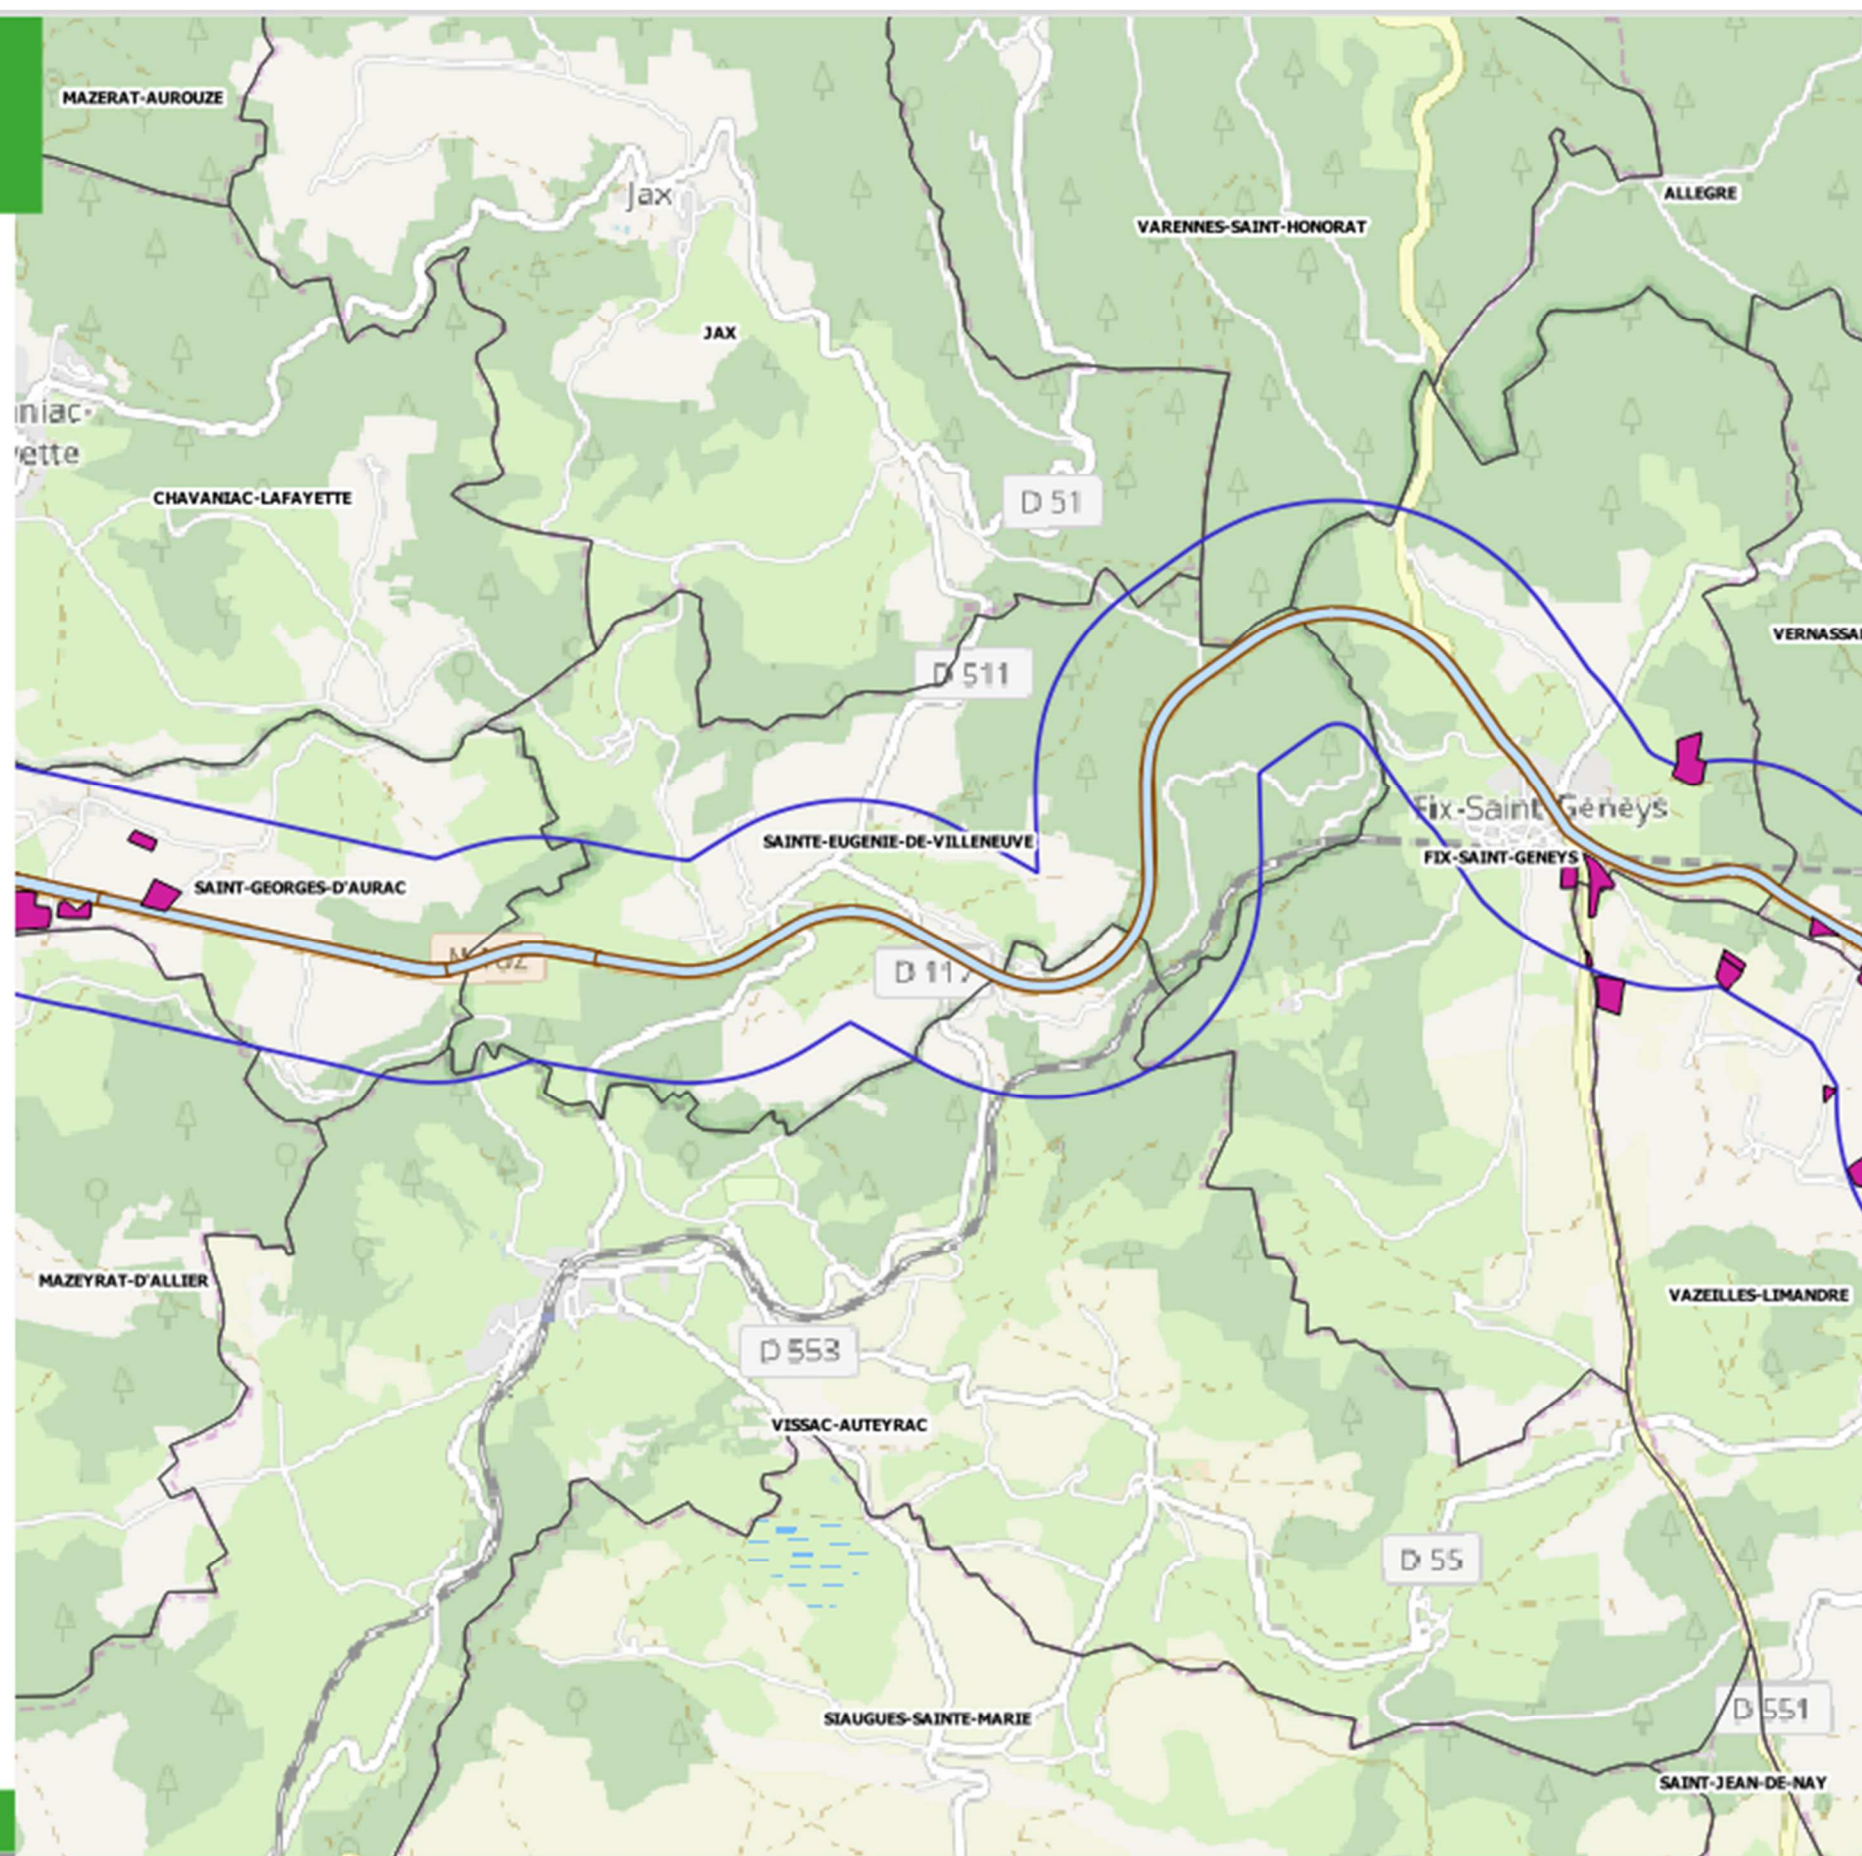 MAZERAT-AUROUZE
Jax
ALLEGRE
VARENNES-SAINT-HONORAT
JAX
niac-
ette
CHAVANIAC-LAFAYETTE
D 51
VERNASSA
D 511
Fix-Saint-Geneys
SAINTE-EUGENIE-DE-VILLENEUVE
FIX-SAINT-GENEYS
SAINT-GEORGES-D'AURAC
D 117
MAZEYRAT-D'ALLIER
VAZEILLES-LIMANDRE
D 553
VISSAC-AUTEYRAC
D 55
D 551
SIAUGUES-SAINTE-MARIE
SAINT-JEAN-DE-NAY